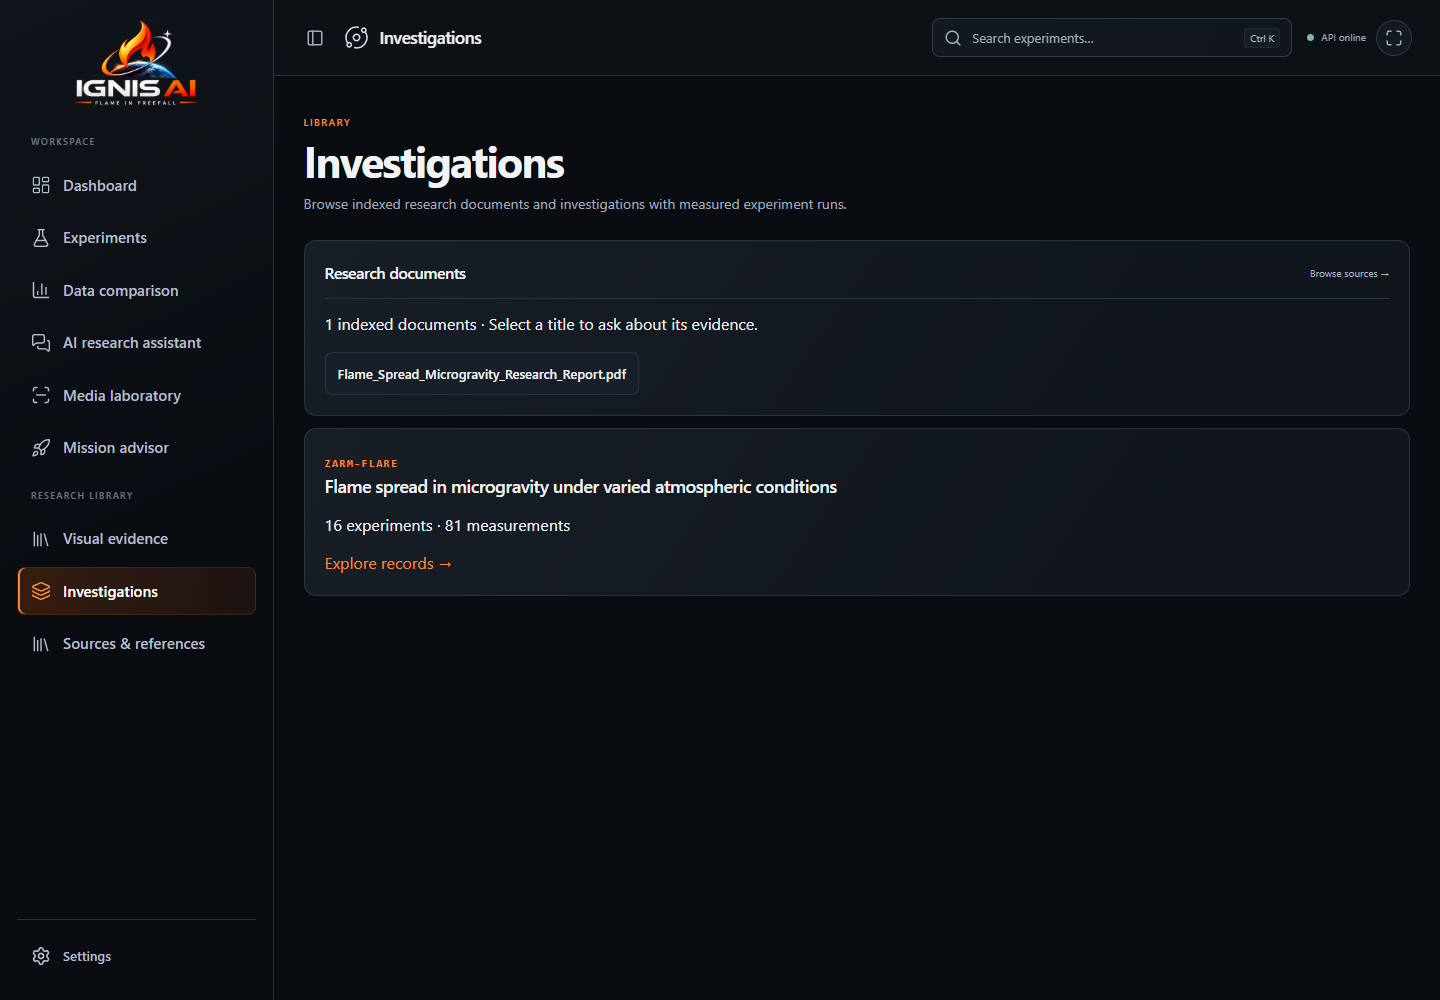 IGNIS AI
FLAME IN FREEFALL
WORKSPACE
Dashboard
Experiments
Data comparison
AI research assistant
Media laboratory
Mission advisor
RESEARCH LIBRARY
Visual evidence
Investigations
Sources & references
Settings
Investigations
Search experiments...
Ctrl K
API online
LIBRARY
Investigations
Browse indexed research documents and investigations with measured experiment runs.
Research documents
Browse sources →
1 indexed documents · Select a title to ask about its evidence.
Flame_Spread_Microgravity_Research_Report.pdf
ZARM-FLARE
Flame spread in microgravity under varied atmospheric conditions
16 experiments · 81 measurements
Explore records →